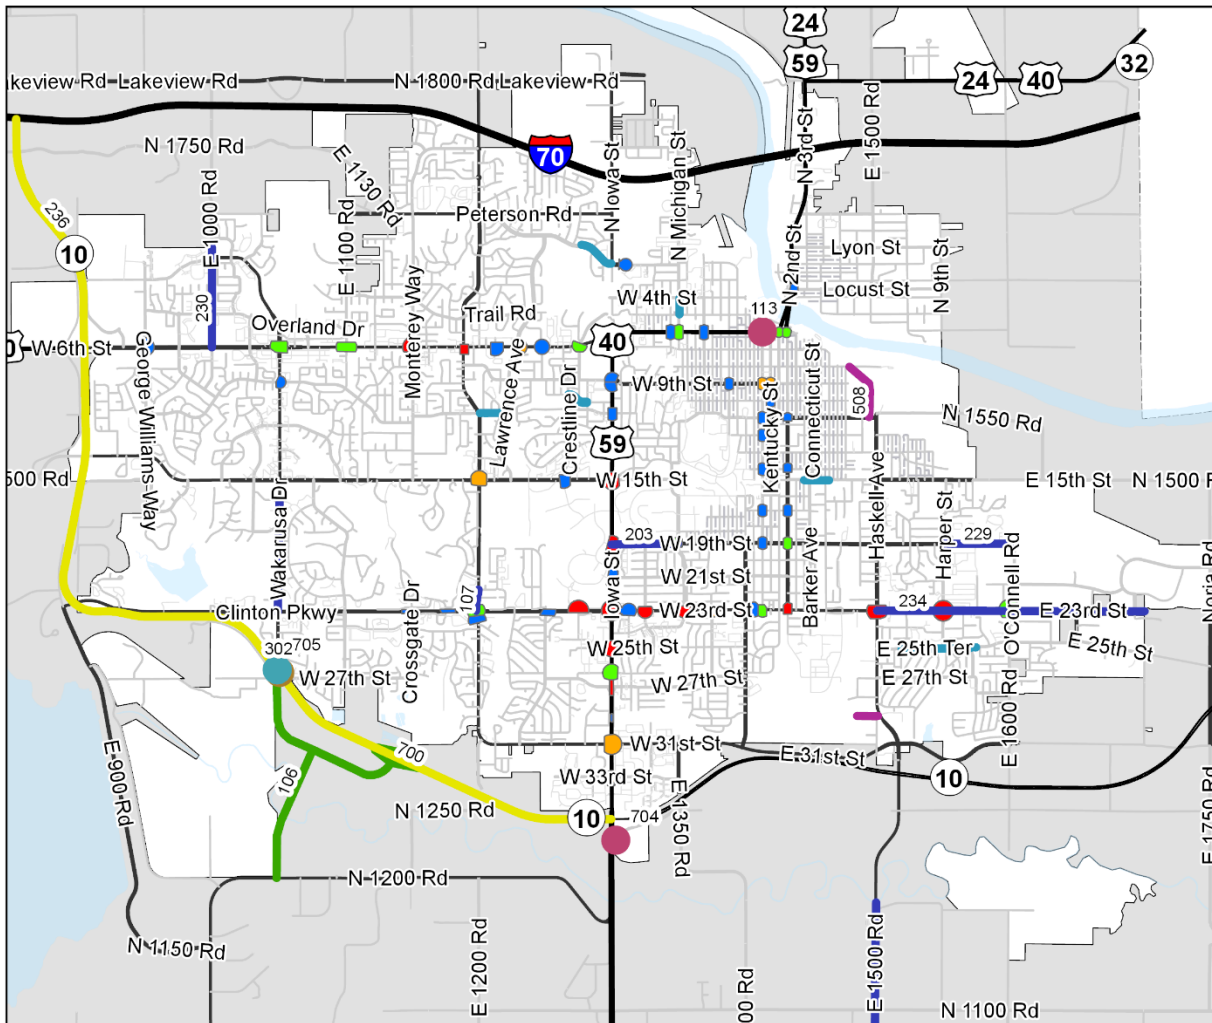 24
59
32
24
40
Lakeview Rd
Lakeview Rd
N 1800 Rd
Lakeview Rd
N 3rd St
E 1500 Rd
N 1750 Rd
E 1130 Rd
70
N Iowa St
N Michigan St
236
E 1000 Rd
E 1100 Rd
Peterson Rd
10
Lyon St
N 9th St
N 2nd St
Locust St
230
Monterey Way
W 4th St
113
Overland Dr
Trail Rd
40
W 6th St
George Williams Way
Lawrence Ave
Crestline Dr
W 9th St
Kentucky St
Connecticut St
508
N 1550 Rd
59
500 Rd
W 15th St
E 15th St
N 1500 R
Wakarusa Dr
Haskell Ave
Harper St
203
W 19th St
229
Barker Ave
O'Connell Rd
Noria Rd
Iowa St
W 21st St
107
Crossgate Dr
Clinton Pkwy
W 23rd St
234
E 23rd St
302
705
W 25th St
E 25th Ter
E 25th St
W 27th St
W 27th St
E 27th St
E 1600 Rd
700
W 31st St
E 31st St
E 900 Rd
106
W 33rd St
E 1350 Rd
10
N 1250 Rd
10
704
E 1750 Rd
N 1200 Rd
N 1150 Rd
E 1200 Rd
00 Rd
E 1500 Rd
N 1100 Rd